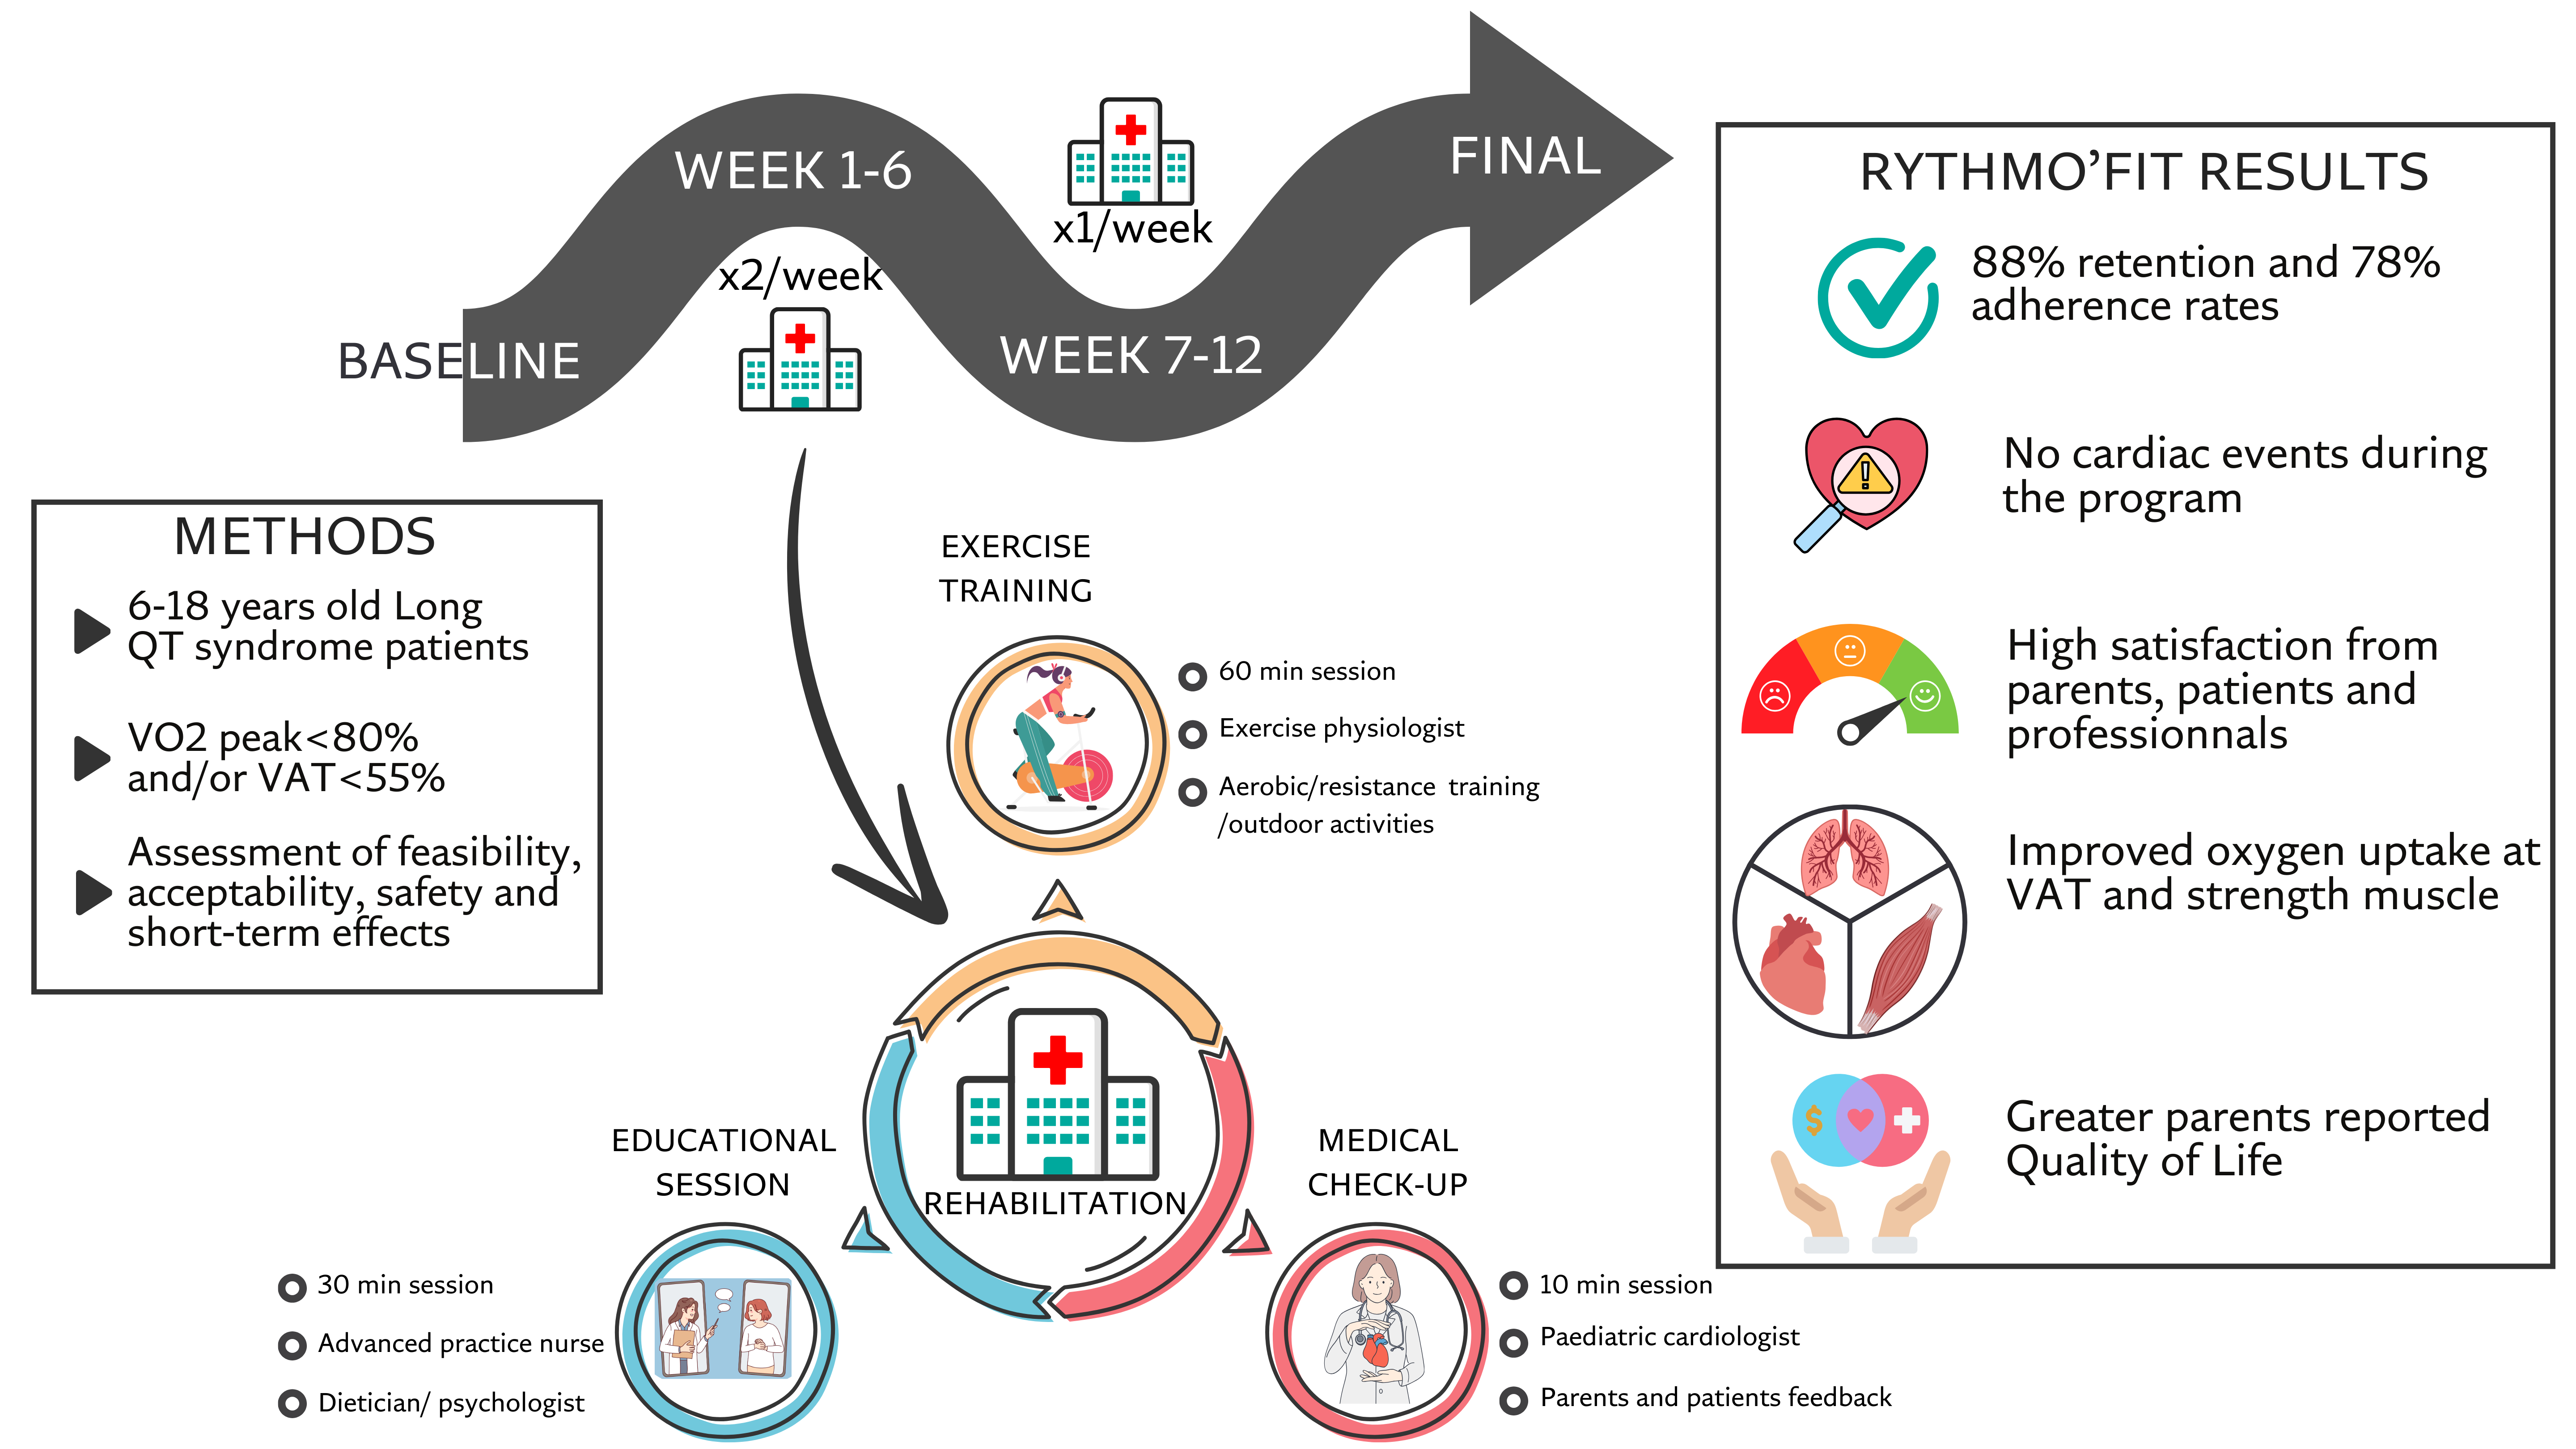 BASELINE
WEEK 1-6
x2/week
x1/week
WEEK 7-12
FINAL
METHODS
6-18 years old Long
QT syndrome patients
VO2 peak<80%
and/or VAT<55%
Assessment of feasibility,
acceptability, safety and
short-term effects
EXERCISE
TRAINING
60 min session
Exercise physiologist
Aerobic/resistance training
/outdoor activities
REHABILITATION
EDUCATIONAL
SESSION
30 min session
Advanced practice nurse
Dietician/ psychologist
MEDICAL
CHECK-UP
10 min session
Paediatric cardiologist
Parents and patients feedback
RYTHMO’FIT RESULTS
88% retention and 78%
adherence rates
No cardiac events during
the program
High satisfaction from
parents, patients and
professionnals
Improved oxygen uptake at
VAT and strength muscle
$
Greater parents reported
Quality of Life